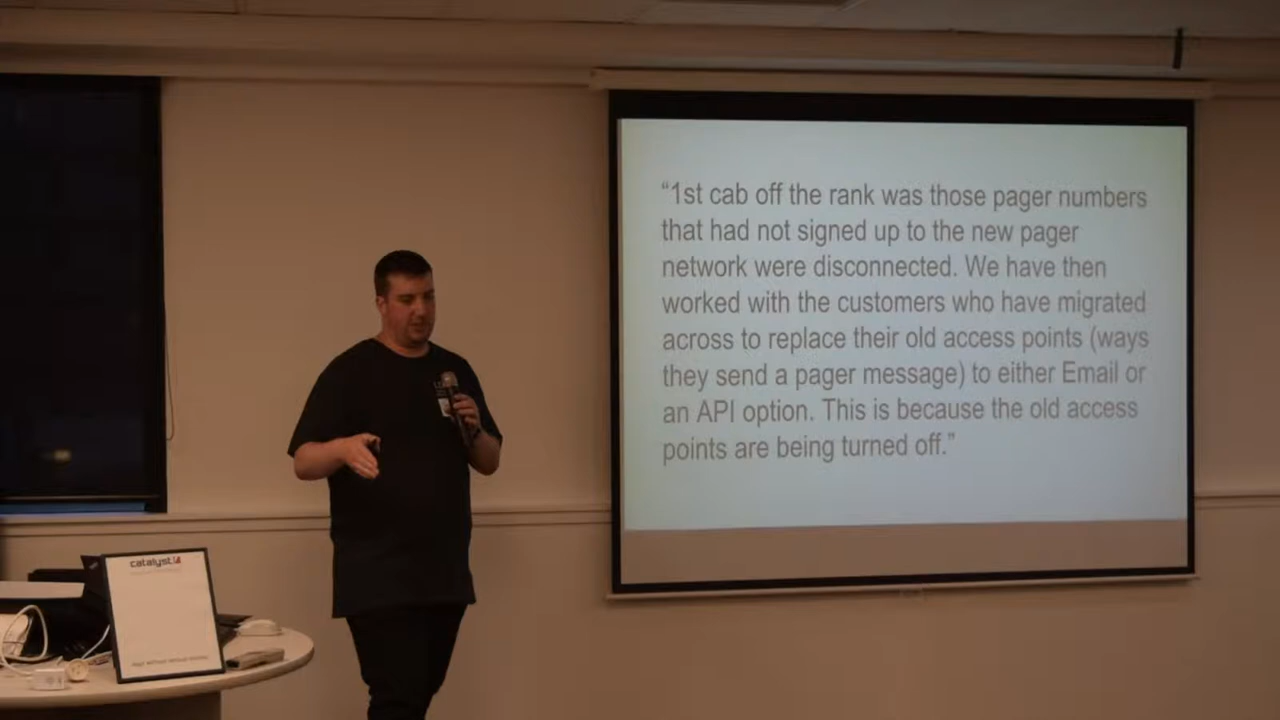 “1st cab off the rank was those pager numbers
that had not signed up to the new pager
network were disconnected. We have then
worked with the customers who have migrated
across to replace their old access points (ways
they send a pager message) to either Email or
an API option. This is because the old access
points are being turned off.”
catalyst